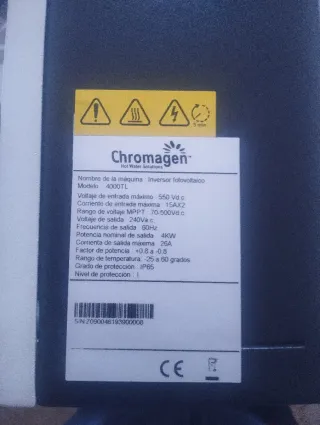 Chromagen
Hot Water Solutions
Nombre de la máquina : Inversor fotovoltaico
Modelo : 4000TL
Voltaje de entrada máximo : 550 Vd.c.
Corriente de entrada máxima : 15AX2
Rango de voltaje MPPT : 70-500Vd.c.
Voltaje de salida : 240Va.c.
Frecuencia de salida : 60Hz
Potencia nominal de salida : 4KW
Corriente de salida máxima : 25A
Factor de potencia : +0.8 a -0.8
Rango de temperatura : -25 a 60 grados
Grado de protección : IP65
Nivel de protección : I
CE